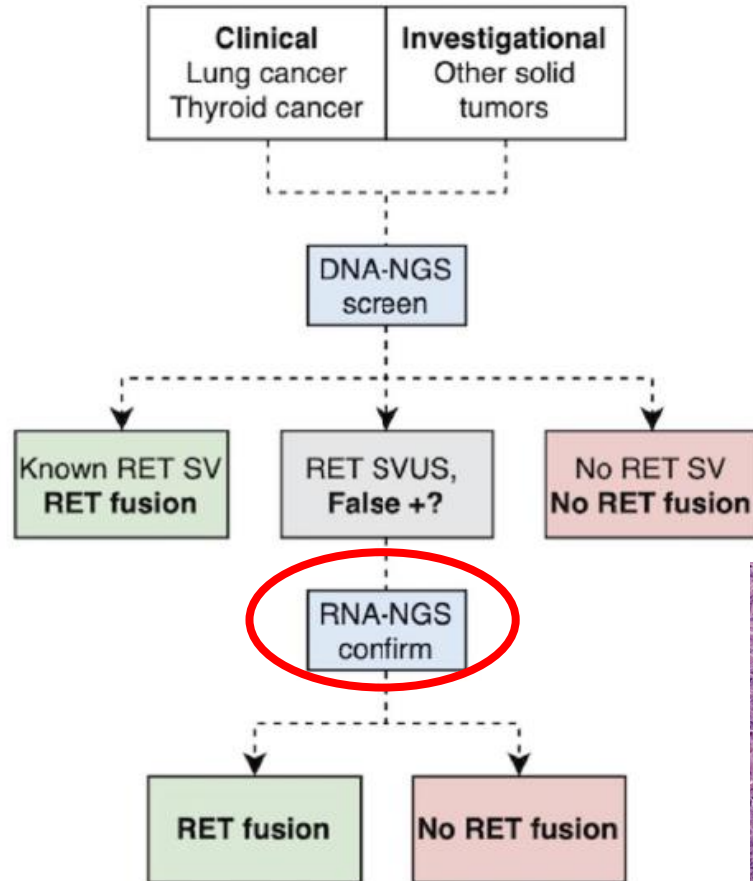 Clinical
Lung cancer
Thyroid cancer
Investigational
Other solid
tumors
DNA-NGS
screen
Known RET SV
RET fusion
RET SVUS,
False +?
No RET SV
No RET fusion
RNA-NGS
confirm
RET fusion
No RET fusion